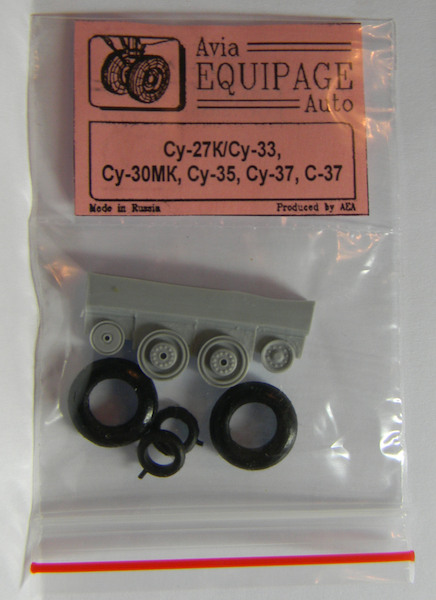 Avia
EQUIPAGE
Auto
Су-27К/Су-33,
Су-30МК, Су-35, Су-37, С-37
Made in Russia
Produced by AEA